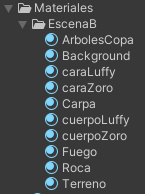 Materiales
EscenaB
ArbolesCopa
Background
caraLuffy
caraZoro
Carpa
cuerpoLuffy
cuerpoZoro
Fuego
Roca
Terreno